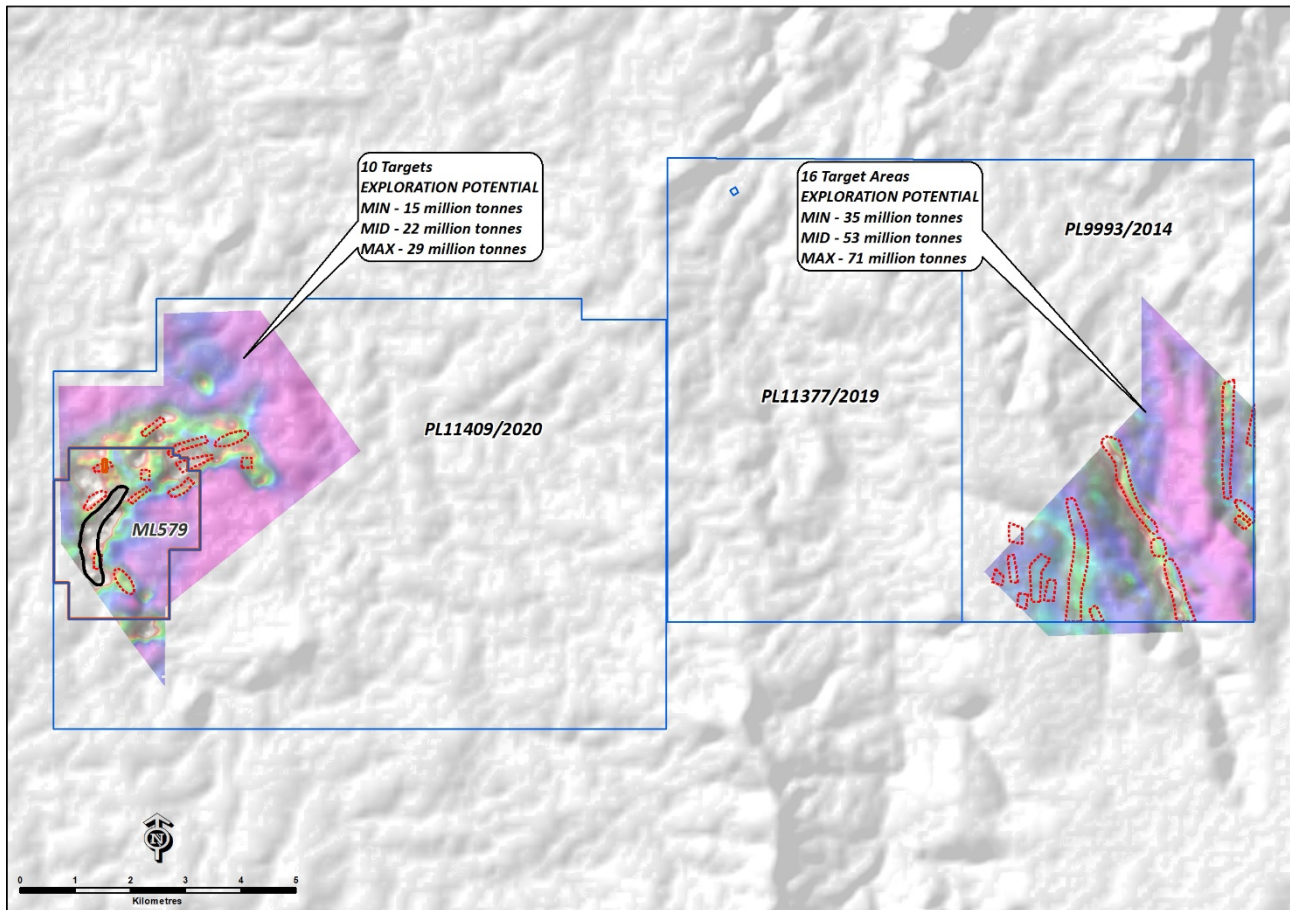 10 Targets
EXPLORATION POTENTIAL
MIN - 15 million tonnes
MID - 22 million tonnes
MAX - 29 million tonnes
16 Target Areas
EXPLORATION POTENTIAL
MIN - 35 million tonnes
MID - 53 million tonnes
MAX - 71 million tonnes
PL9993/2014
PL11377/2019
PL11409/2020
ML579
N
0 1 2 3 4 5
Kilometres